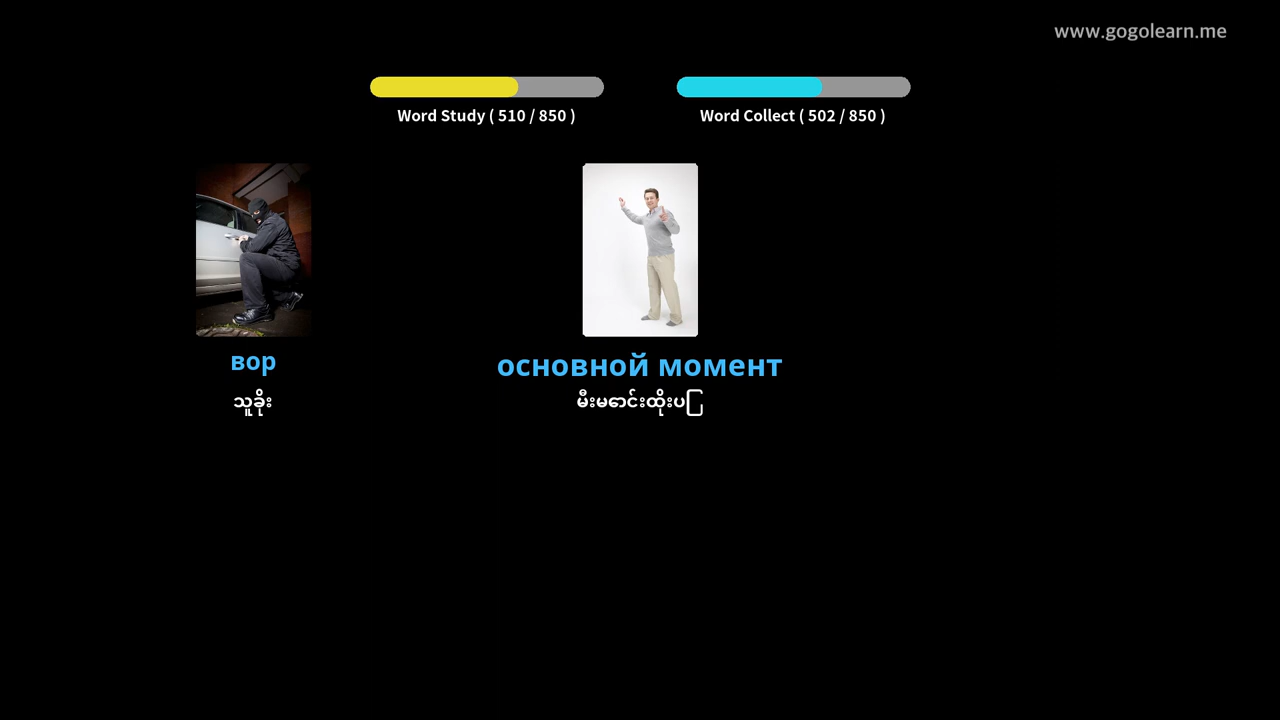 www.gogolearn.me
Word Study ( 510 / 850 )
Word Collect ( 502 / 850 )
вор
основной момент
သူခိုး
မီးမောင်းထိုးပြ